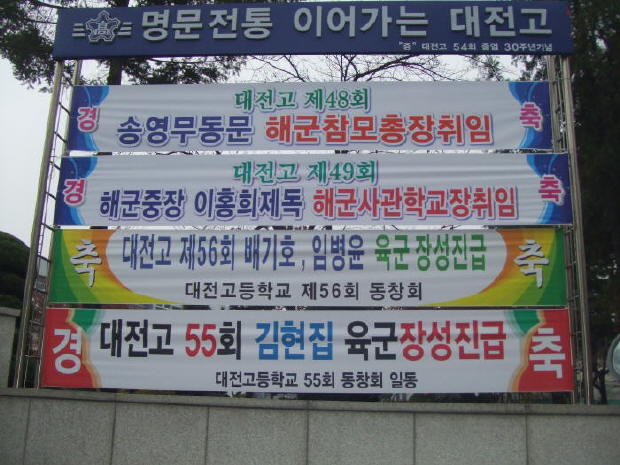 명문전통 이어가는 대전고
"증" 대전고 54회 졸업 30주년기념
경 대전고 제48회 축
송영무동문 해군참모총장취임
경 대전고 제49회 축
해군중장 이홍희제독 해군사관학교장취임
축 대전고 제56회 배기호, 임병윤 육군 장성진급 축
대전고등학교 제56회 동창회
경 대전고 55회 김현집 육군장성진급 축
대전고등학교 55회 동창회 일동